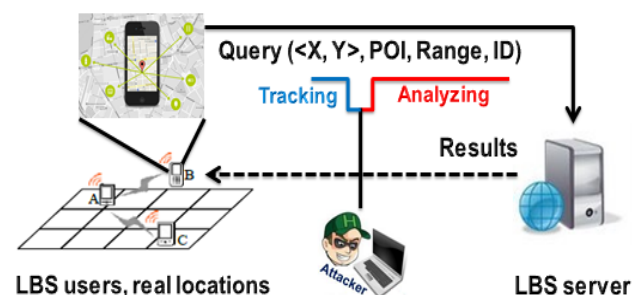 Query (<X, Y>, POI, Range, ID)
Tracking
Analyzing
Results
B
A
C
H
Attacker
LBS users, real locations
LBS server